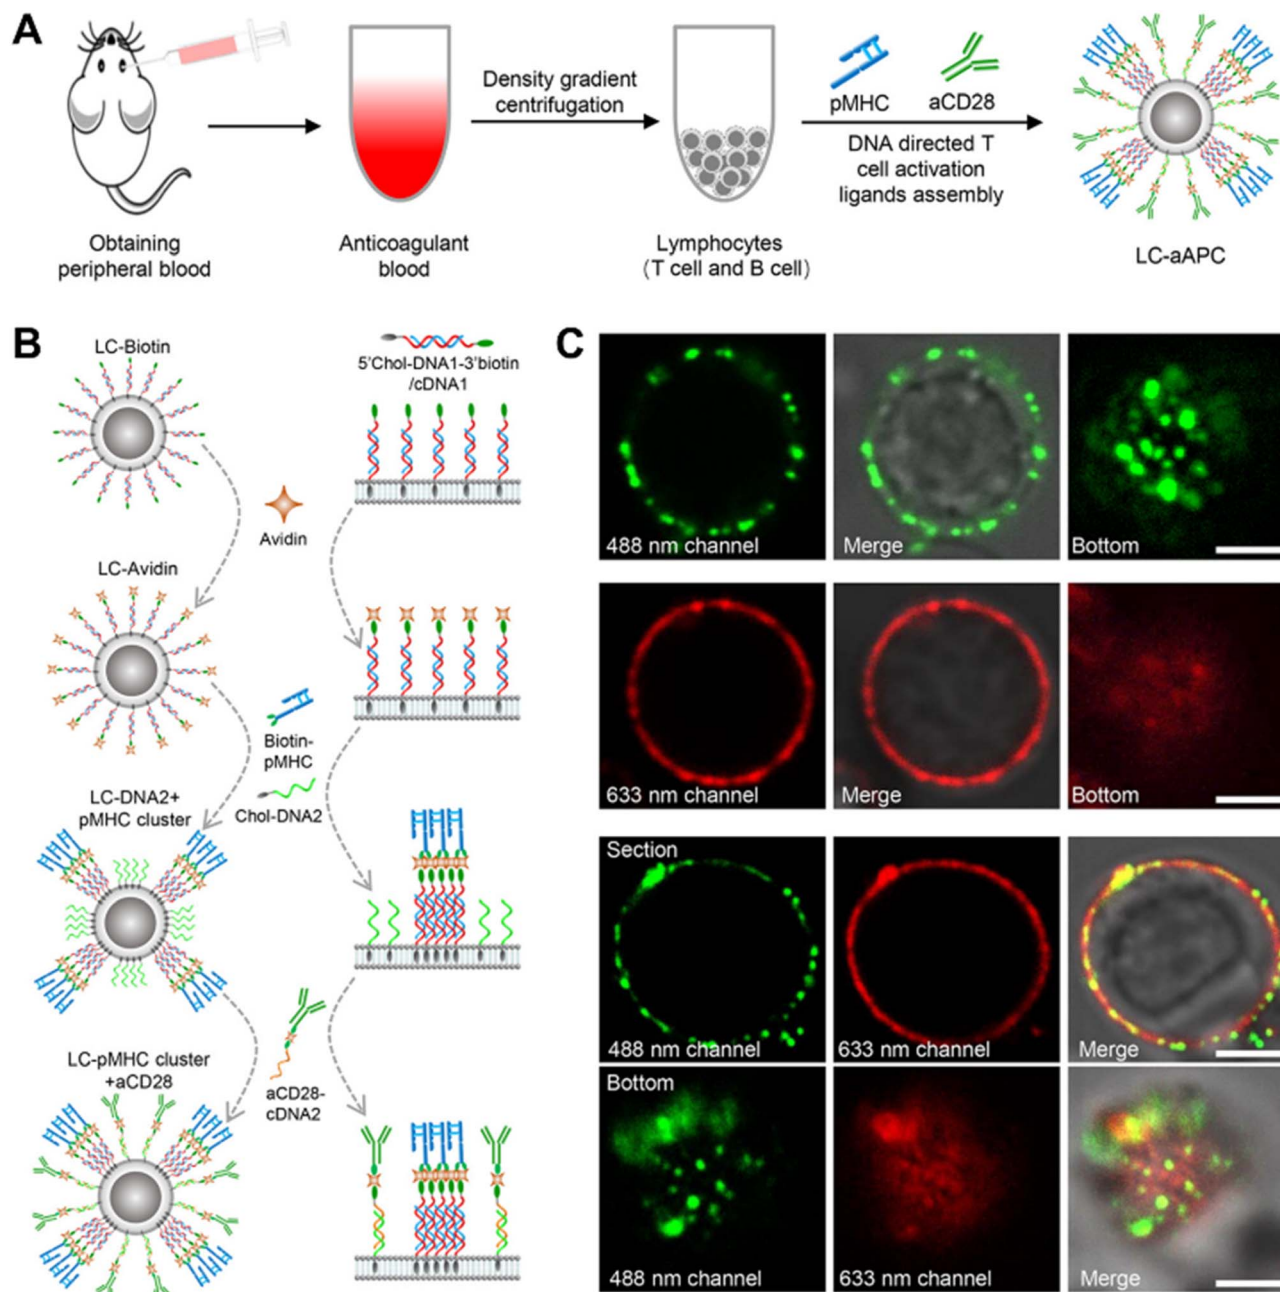 A
Density gradient
centrifugation
pMHC
aCD28
DNA directed T
cell activation
ligands assembly
Obtaining
peripheral blood
Anticoagulant
blood
Lymphocytes
(T cell and B cell)
LC-aAPC
B
LC-Biotin
5'Chol-DNA1-3'biotin
/cDNA1
Avidin
LC-Avidin
Biotin-
pMHC
Chol-DNA2
LC-DNA2+
pMHC cluster
LC-pMHC cluster
+aCD28
aCD28-
cDNA2
C
488 nm channel
Merge
Bottom
633 nm channel
Merge
Bottom
Section
488 nm channel
633 nm channel
Merge
Bottom
488 nm channel
633 nm channel
Merge